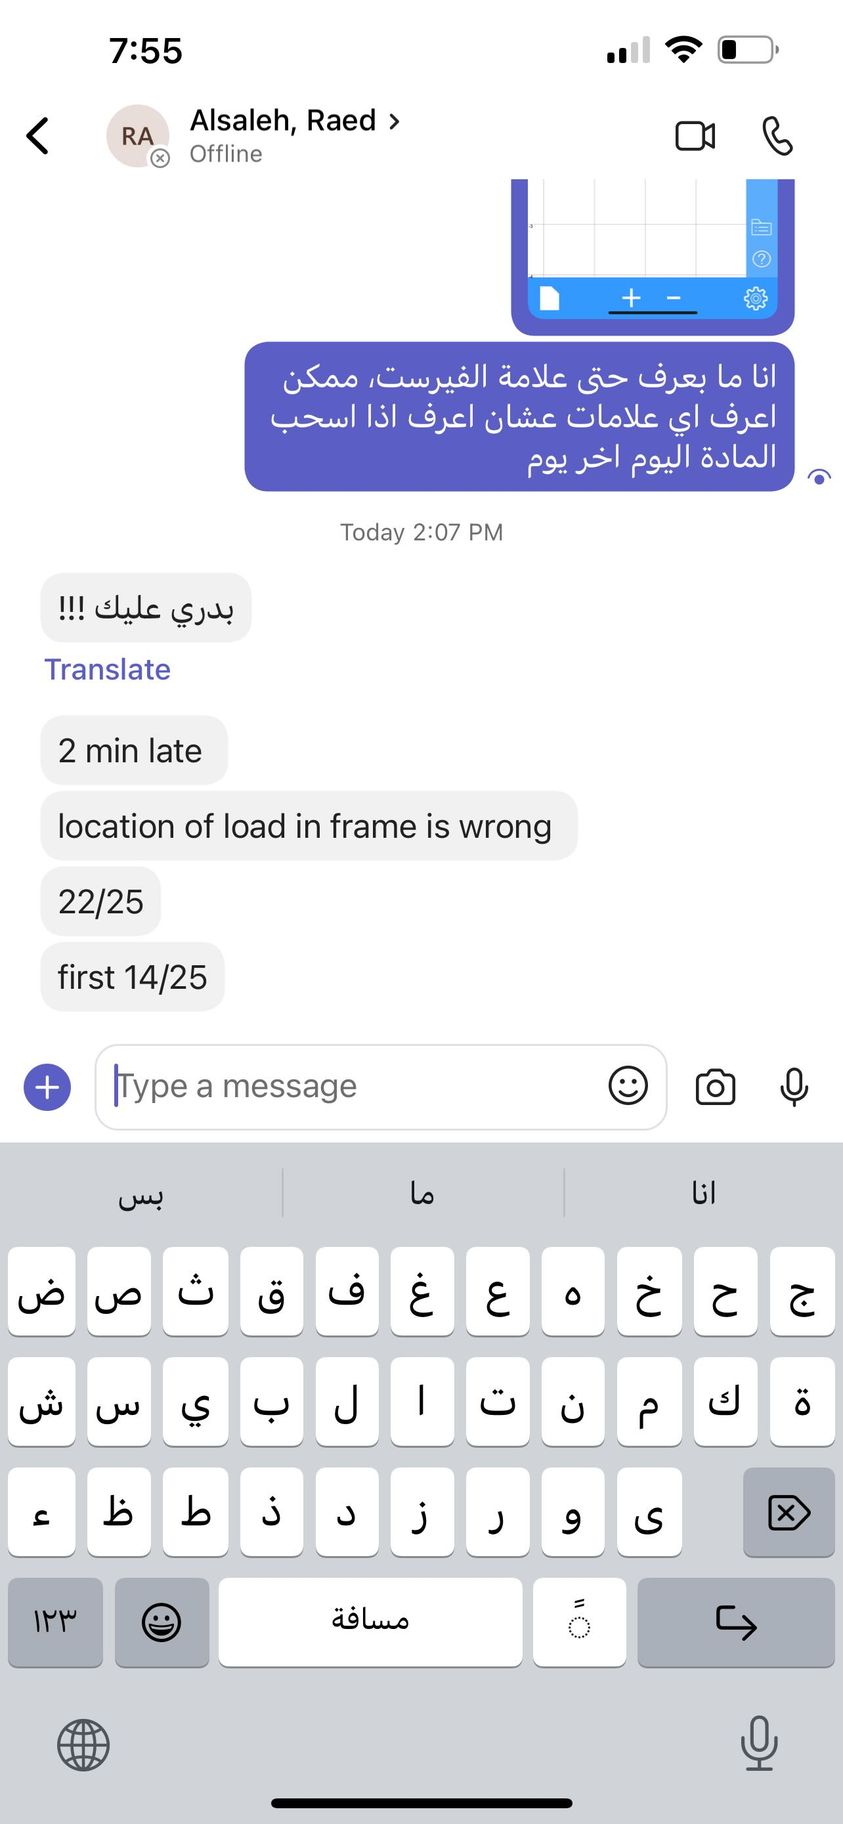 7:55
RA
Alsaleh, Raed
Offline
انا ما بعرف حتى علامة الفيرست، ممكن
اعرف اي علامات عشان اعرف اذا اسحب
المادة اليوم اخر يوم
Today 2:07 PM
بدري عليك !!!
Translate
2 min late
location of load in frame is wrong
22/25
first 14/25
Type a message
انا
ما
بس
ج ح خ ه ع غ ف ق ث ص ض
ة ك م ن ت ا ل ب ي س ش
ى و ر ز د ذ ط ظ ء
١٢٣
مسافة